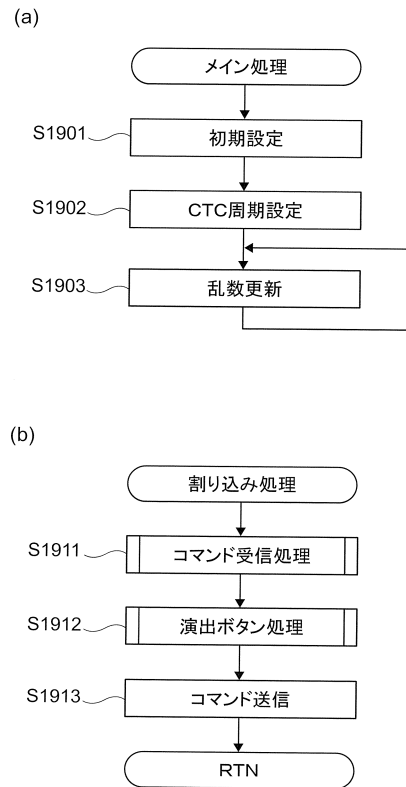 (a)
メイン処理
S1901
初期設定
S1902
CTC周期設定
S1903
乱数更新
(b)
割り込み処理
S1911
コマンド受信処理
S1912
演出ボタン処理
S1913
コマンド送信
RTN